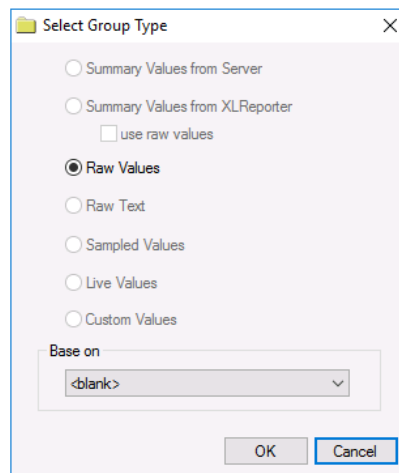 Select Group Type
Summary Values from Server
Summary Values from XLReporter
use raw values
Raw Values
Raw Text
Sampled Values
Live Values
Custom Values
Base on
<blank>
OK Cancel